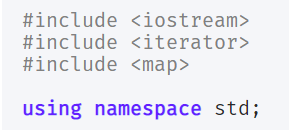 #include <iostream>
#include <iterator>
#include <map>
using namespace std;